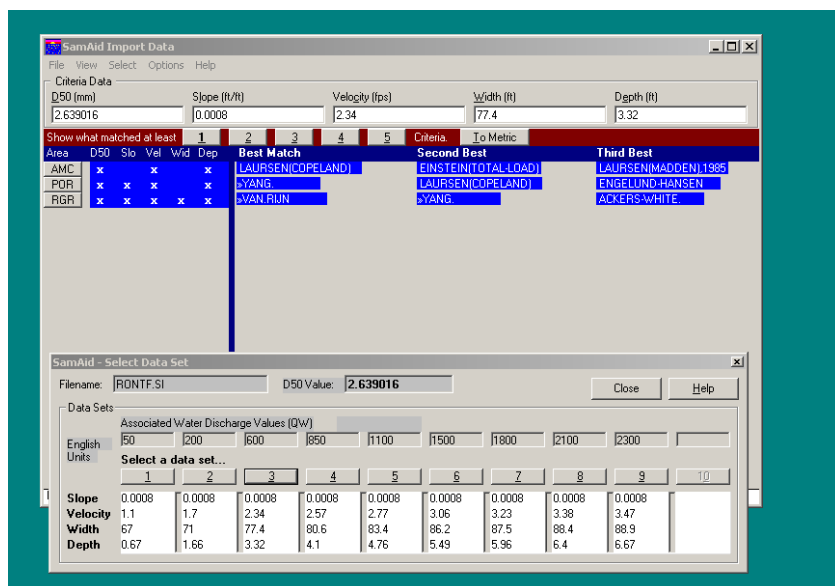 SamAid Import Data
File View Select Options Help
Criteria Data
D50 (mm) Slope (ft/ft) Velocity (fps) Width (ft) Depth (ft)
2.639016 0.0008 2.34 77.4 3.32
Show what matched at least 1 2 3 4 5 Criteria. To Metric
Area D50 Slo Vel Wid Dep Best Match Second Best Third Best
AMC x x x LAURSEN(COPELAND) EINSTEIN(TOTAL-LOAD) LAURSEN(MADDEN),1985
POR x x x x »YANG. LAURSEN(COPELAND) ENGELUND-HANSEN
RGR x x x x x »VAN.RIJN »YANG. ACKERS-WHITE.
SamAid - Select Data Set
Filename: RONTF.SI D50 Value: 2.639016 Close Help
Data Sets
Associated Water Discharge Values (QW)
English Units 50 200 600 850 1100 1500 1800 2100 2300
Select a data set...
1 2 3 4 5 6 7 8 9 10
Slope 0.0008 0.0008 0.0008 0.0008 0.0008 0.0008 0.0008 0.0008 0.0008
Velocity 1.1 1.7 2.34 2.57 2.77 3.06 3.23 3.38 3.47
Width 67 71 77.4 80.6 83.4 86.2 87.5 88.4 88.9
Depth 0.67 1.66 3.32 4.1 4.76 5.49 5.96 6.4 6.67